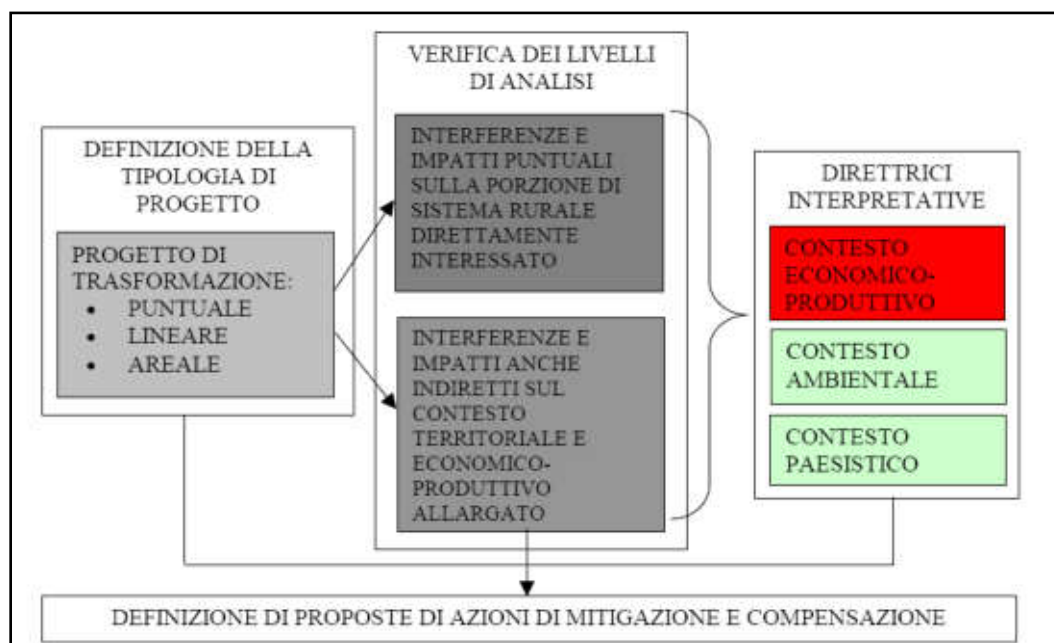 DEFINIZIONE DELLA
TIPOLOGIA DI
PROGETTO
PROGETTO DI
TRASFORMAZIONE:
• PUNTUALE
• LINEARE
• AREALE
VERIFICA DEI LIVELLI
DI ANALISI
INTERFERENZE E
IMPATTI PUNTUALI
SULLA PORZIONE DI
SISTEMA RURALE
DIRETTAMENTE
INTERESSATO
INTERFERENZE E
IMPATTI ANCHE
INDIRETTI SUL
CONTESTO
TERRITORIALE E
ECONOMICO-
PRODUTTIVO
ALLARGATO
DIRETTRICI
INTERPRETATIVE
CONTESTO
ECONOMICO-
PRODUTTIVO
CONTESTO
AMBIENTALE
CONTESTO
PAESISTICO
DEFINIZIONE DI PROPOSTE DI AZIONI DI MITIGAZIONE E COMPENSAZIONE